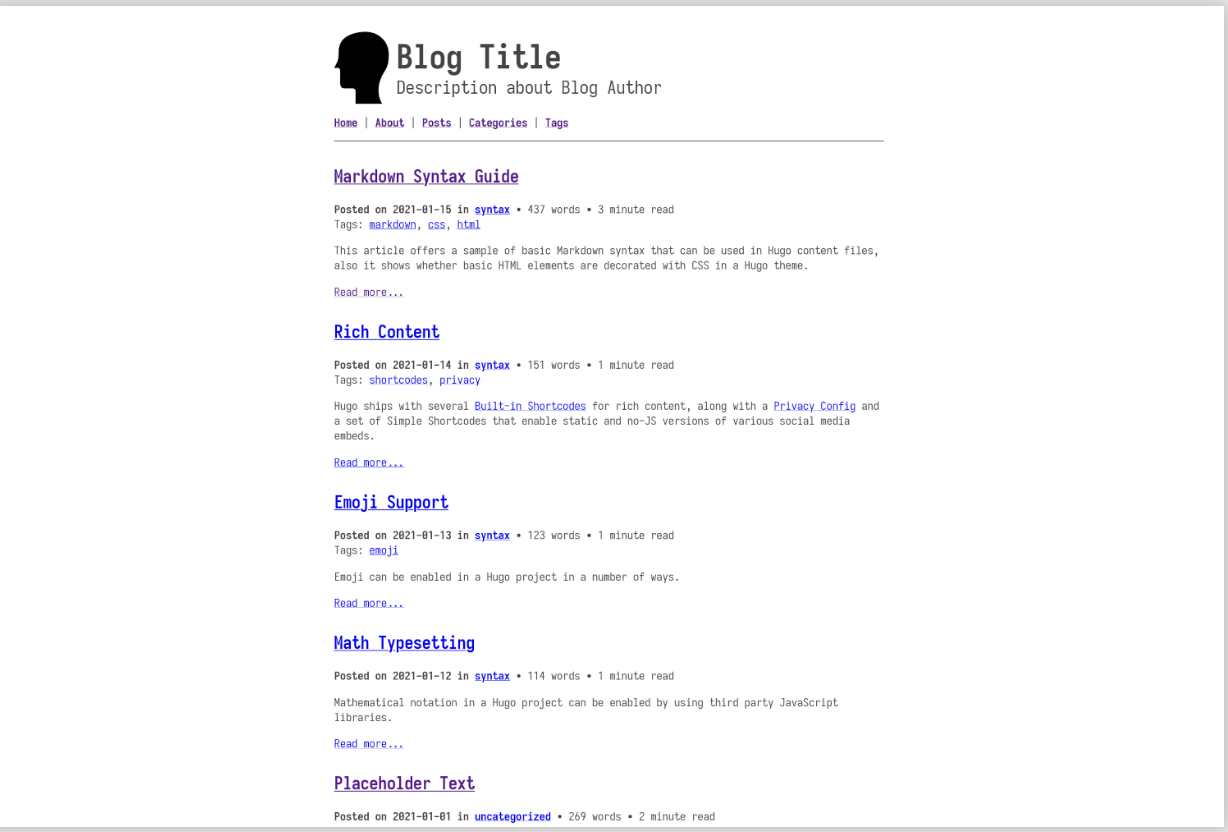 Blog Title
Description about Blog Author
Home | About | Posts | Categories | Tags
Markdown Syntax Guide
Posted on 2021-01-15 in syntax • 437 words • 3 minute read
Tags: markdown, css, html
This article offers a sample of basic Markdown syntax that can be used in Hugo content files,
also it shows whether basic HTML elements are decorated with CSS in a Hugo theme.
Read more...
Rich Content
Posted on 2021-01-14 in syntax • 151 words • 1 minute read
Tags: shortcodes, privacy
Hugo ships with several Built-in Shortcodes for rich content, along with a Privacy Config and
a set of Simple Shortcodes that enable static and no-JS versions of various social media
embeds.
Read more...
Emoji Support
Posted on 2021-01-13 in syntax • 123 words • 1 minute read
Tags: emoji
Emoji can be enabled in a Hugo project in a number of ways.
Read more...
Math Typesetting
Posted on 2021-01-12 in syntax • 114 words • 1 minute read
Mathematical notation in a Hugo project can be enabled by using third party JavaScript
libraries.
Read more...
Placeholder Text
Posted on 2021-01-01 in uncategorized • 269 words • 2 minute read